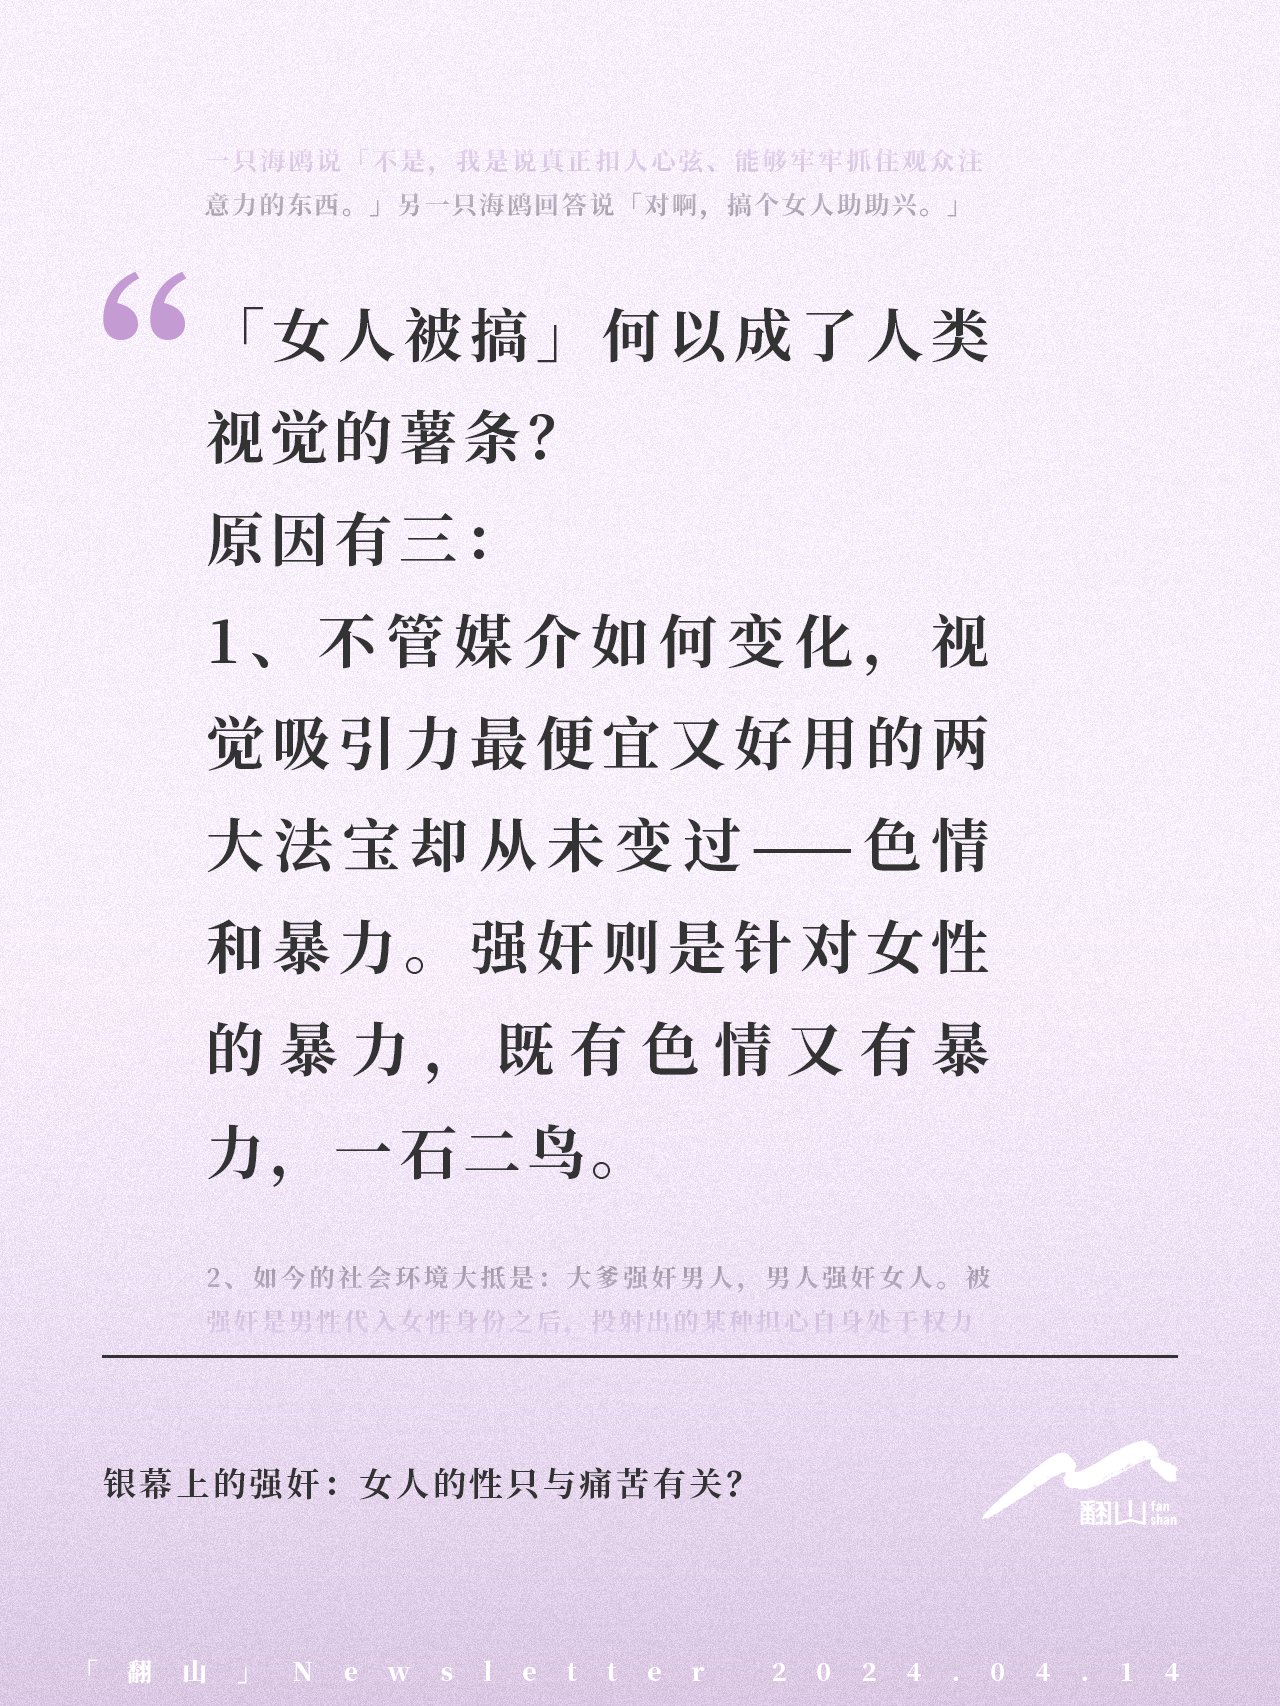 一只海鸥说「不是，我是说真正扣人心弦、能够牢牢抓住观众注
意力的东西。」另一只海鸥回答说「对啊，搞个女人助助兴。」
“
「女人被搞」何以成了人类
视觉的薯条？
原因有三：
1、不管媒介如何变化，视
觉吸引力最便宜又好用的两
大法宝却从未变过——色情
和暴力。强奸则是针对女性
的暴力，既有色情又有暴
力，一石二鸟。
2、如今的社会环境大抵是：大爹强奸男人，男人强奸女人。被
强奸是男性代入女性身份之后，投射出的某种担心自身处于权力
银幕上的强奸：女人的性只与痛苦有关？
翻山 fan
shan
「翻山」Newsletter 2024.04.14